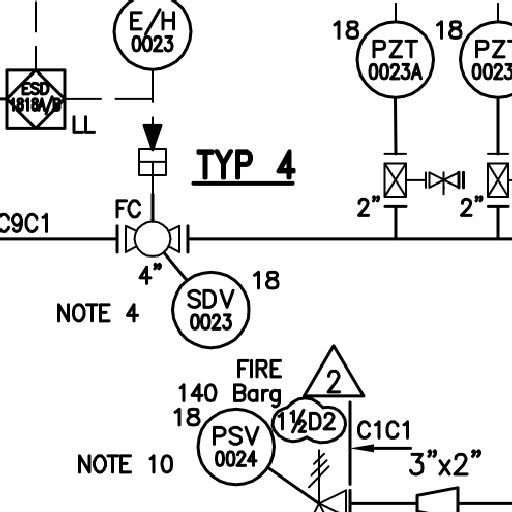 E/H
0023
18
PZT
0023A
18
PZT
0023
ESD
1818A/B
LL
TYP 4
FC
2"
2"
C9C1
4"
18
SDV
0023
NOTE 4
FIRE
140 Barg
2
18
PSV
0024
1½D2
C1C1
3"x2"
NOTE 10